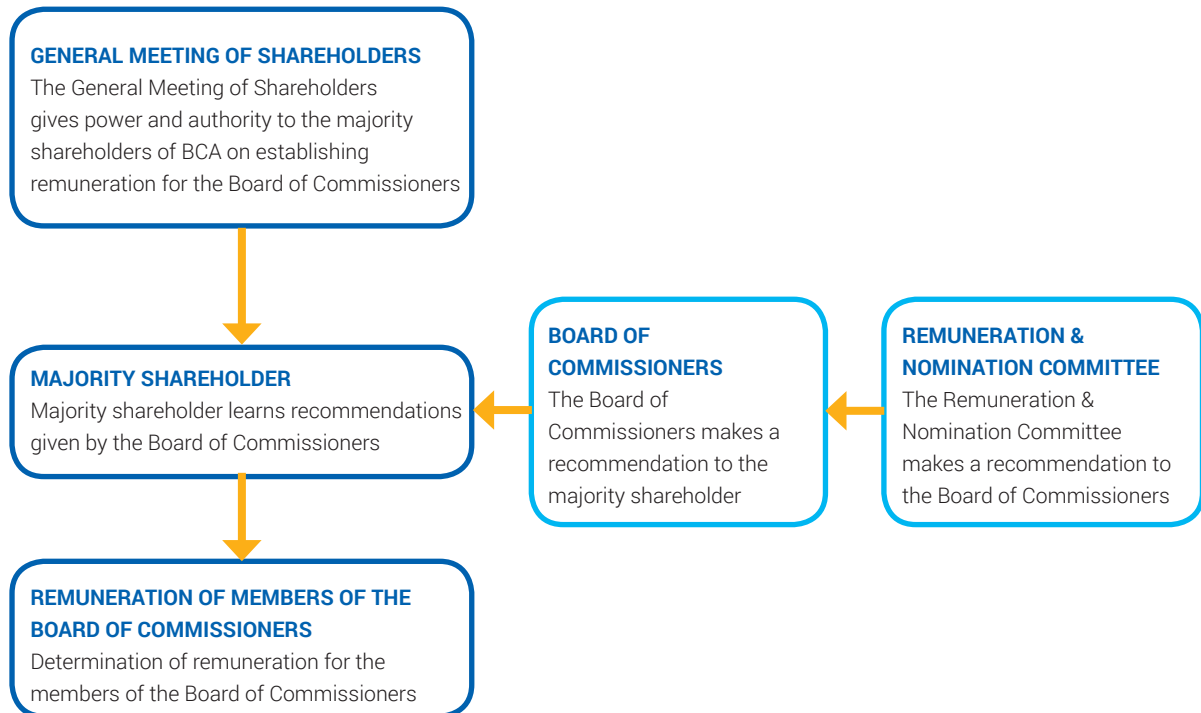 GENERAL MEETING OF SHAREHOLDERS
The General Meeting of Shareholders
gives power and authority to the majority
shareholders of BCA on establishing
remuneration for the Board of Commissioners
MAJORITY SHAREHOLDER
Majority shareholder learns recommendations
given by the Board of Commissioners
BOARD OF
COMMISSIONERS
The Board of
Commissioners makes a
recommendation to the
majority shareholder
REMUNERATION &
NOMINATION COMMITTEE
The Remuneration &
Nomination Committee
makes a recommendation to
the Board of Commissioners
REMUNERATION OF MEMBERS OF THE
BOARD OF COMMISSIONERS
Determination of remuneration for the
members of the Board of Commissioners